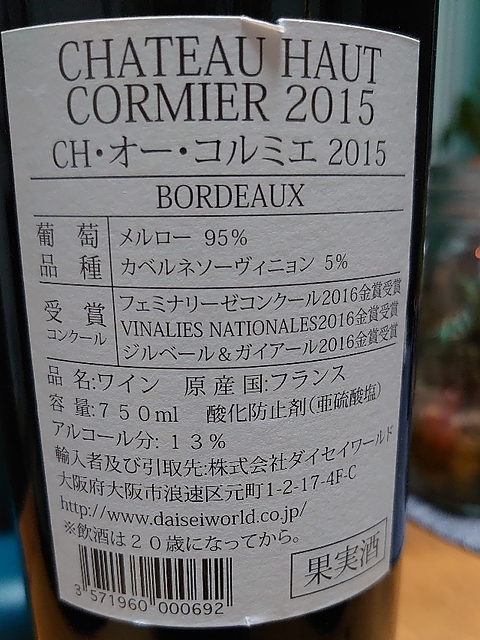 CHATEAU HAUT
CORMIER 2015
CH・オー・コルミエ 2015
BORDEAUX
葡萄 メルロー 95%
品種 カベルネソーヴィニョン 5%
受賞 フェミナリーゼコンクール2016金賞受賞
コンクール VINALIES NATIONALES2016金賞受賞
ジルベール＆ガイアール2016金賞受賞
品名:ワイン 原産国:フランス
容量:750ml 酸化防止剤(亜硫酸塩)
アルコール分:13%
輸入者及び引取先:株式会社ダイセイワールド
大阪府大阪市浪速区元町1-2-17-4F-C
http://www.daiseiworld.co.jp/
※飲酒は20歳になってから。
果実酒
3 571960 000692